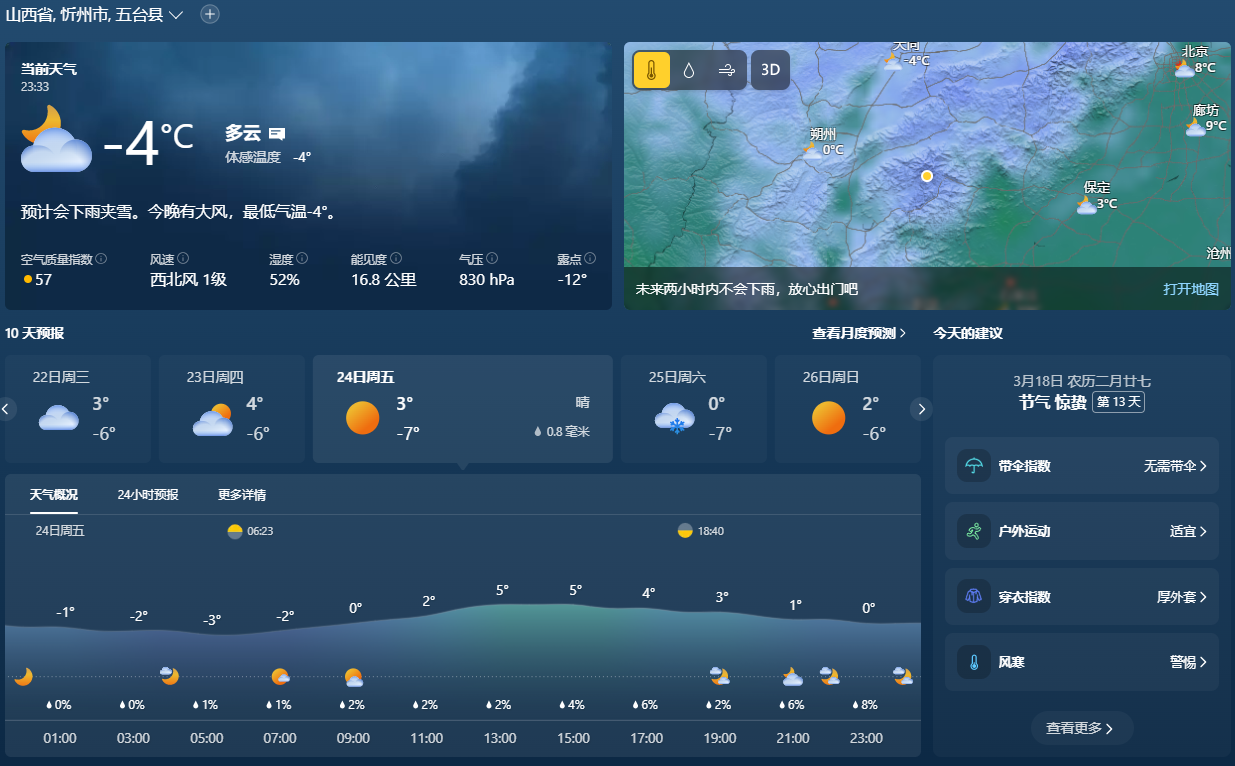 山西省, 忻州市, 五台县
当前天气
23:33
-4°C
多云
体感温度 -4°
预计会下雨夹雪。今晚有大风，最低气温-4°。
空气质量指数 风速 湿度 能见度 气压 重点
57 西北风 1级 52% 16.8 公里 830 hPa -12°
3D
大同
-4°C
北京
8°C
廊坊
9°C
朔州
0°C
保定
3°C
沧州
未来两小时内不会下雨，放心出门吧 打开地图
10 天预报 查看月度预测
22日周三
3°
-6°
23日周四
4°
-6°
24日周五
3° 晴
-7° 0.8 毫米
25日周六
0°
-7°
26日周日
2°
-6°
天气概况 24小时预报 更多详情
24日周五 06:23 18:40
-1° -2° -3° -2° 0° 2° 5° 5° 4° 3° 1° 0°
0% 0% 1% 1% 2% 2% 2% 4% 6% 2% 6% 8%
01:00 03:00 05:00 07:00 09:00 11:00 13:00 15:00 17:00 19:00 21:00 23:00
今天的建议
3月18日 农历二月廿七
节气 惊蛰 第 13 天
带伞指数 无需带伞
户外运动 适宜
穿衣指数 厚外套
风寒 警惕
查看更多